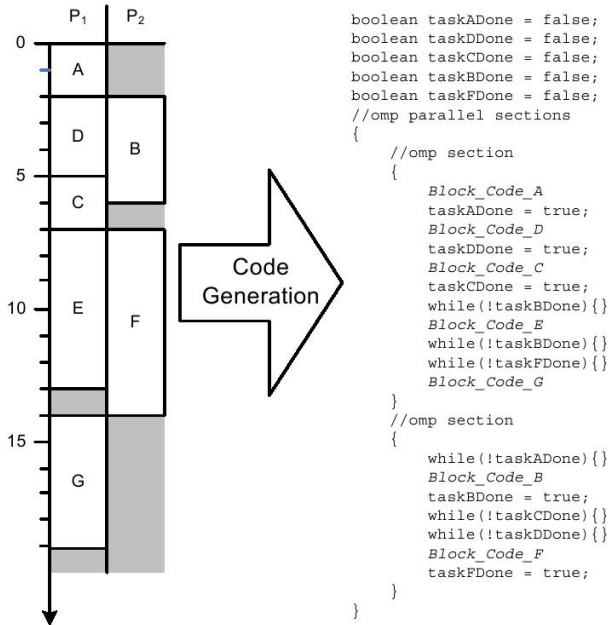 P1 P2
0
A
D
B
5
C
Code
Generation
10
E
F
15
G
boolean taskADone = false;
boolean taskDDone = false;
boolean taskCDone = false;
boolean taskBDone = false;
boolean taskFDone = false;
//omp parallel sections
{
//omp section
{
Block_Code_A
taskADone = true;
Block_Code_D
taskDDone = true;
Block_Code_C
taskCDone = true;
while(!taskBDone){}
Block_Code_E
while(!taskBDone){}
while(!taskFDone){}
Block_Code_G
}
//omp section
{
while(!taskADone){}
Block_Code_B
taskBDone = true;
while(!taskCDone){}
while(!taskDDone){}
Block_Code_F
taskFDone = true;
}
}